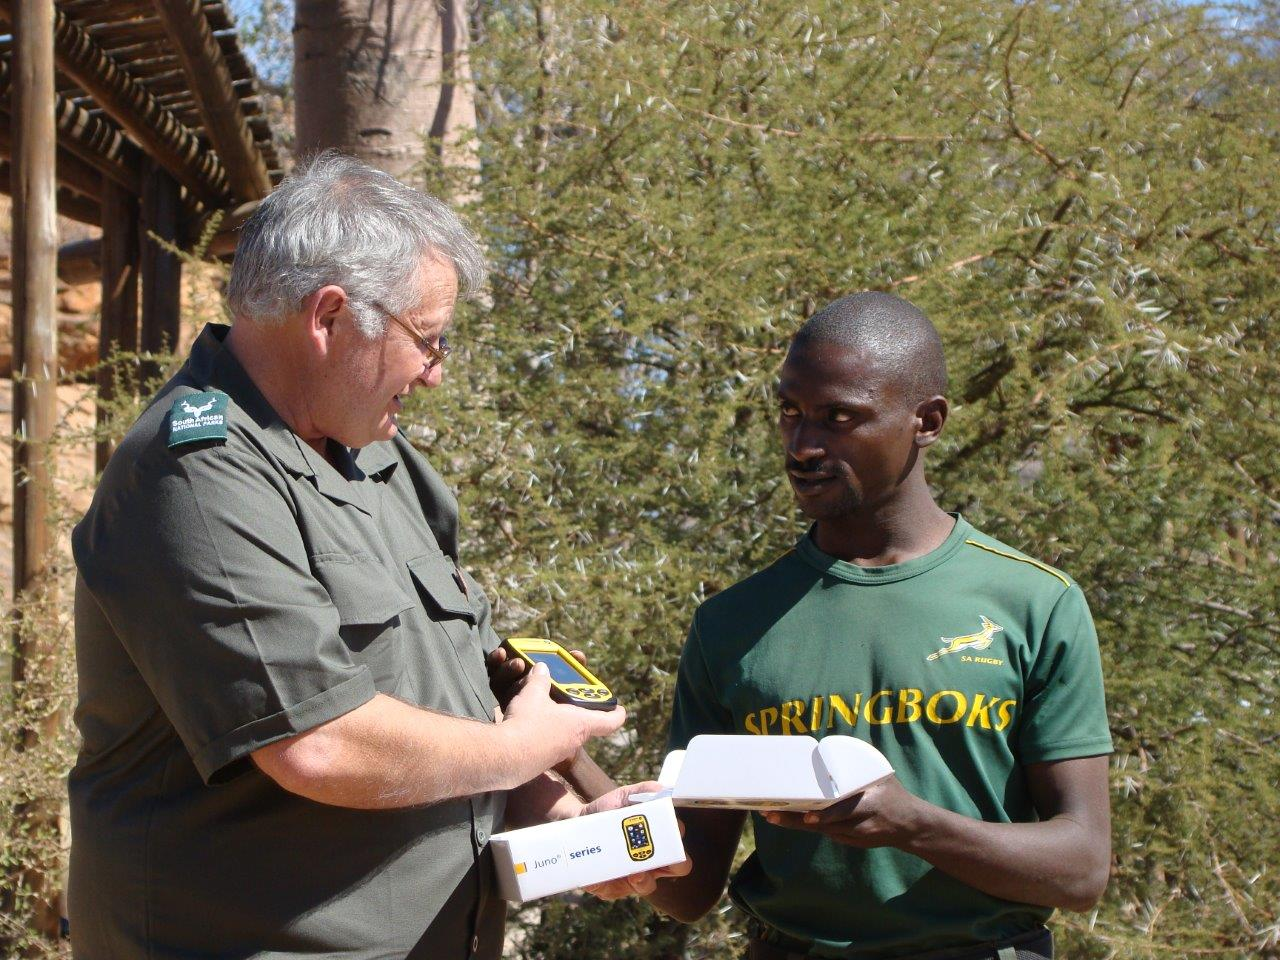 South African
NATIONAL PARKS
SA RUGBY
SPRINGBOKS
Juno® series